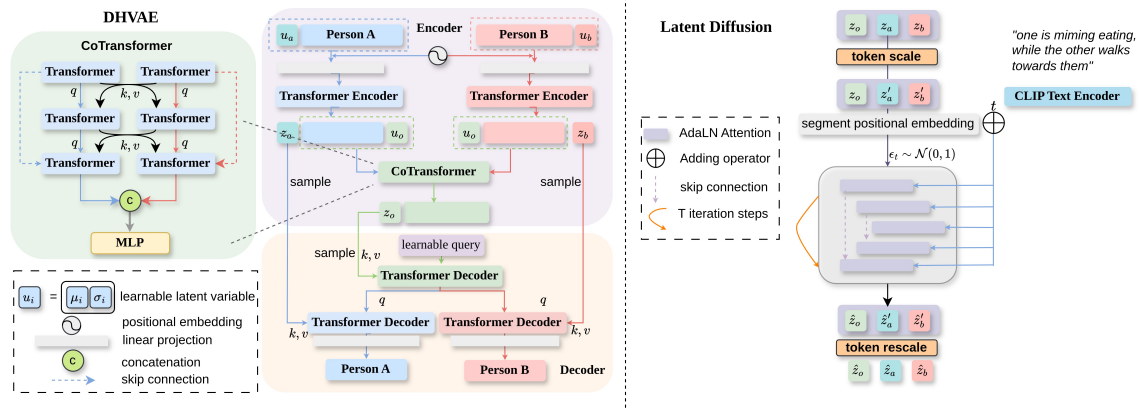 DHVAE
CoTransformer
Transformer Transformer
q k, v q
Transformer Transformer
q k, v q
Transformer Transformer
C
MLP
u_i = μ_i σ_i learnable latent variable
positional embedding
linear projection
C concatenation
skip connection
u_a Person A Encoder Person B u_b
Transformer Encoder Transformer Encoder
z_a u_o u_o z_b
sample CoTransformer sample
z_o
sample k, v learnable query
Transformer Decoder
q q
k, v Transformer Decoder Transformer Decoder k, v
Person A Person B Decoder
Latent Diffusion
z_o z_a z_b
token scale
"one is miming eating,
while the other walks
towards them"
z_o z′_a z′_b
CLIP Text Encoder
t
segment positional embedding
ϵ_t ∼ 𝒩(0, 1)
AdaLN Attention
Adding operator
skip connection
T iteration steps
ẑ_o ẑ′_a ẑ′_b
token rescale
ẑ_o ẑ_a ẑ_b